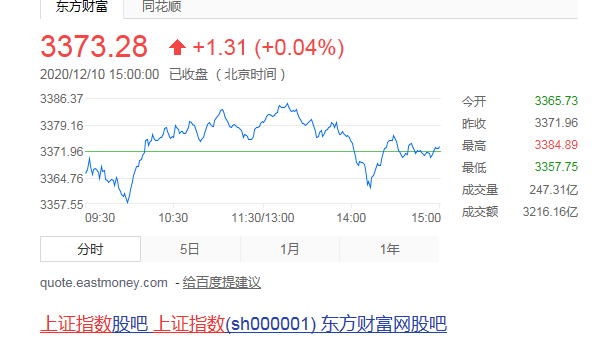 东方财富 同花顺
3373.28 +1.31 (+0.04%)
2020/12/10 15:00:00 已收盘 ( 北京时间 )
3386.37
3379.16
3371.96
3364.76
3357.55
09:30 10:30 11:30/13:00 14:00 15:00
今开 3365.73
昨收 3371.96
最高 3384.89
最低 3357.75
成交量 247.31亿
成交额 3216.16亿
分时 5日 1月 1年
quote.eastmoney.com - 给百度提建议
上证指数股吧_上证指数(sh000001)_东方财富网股吧